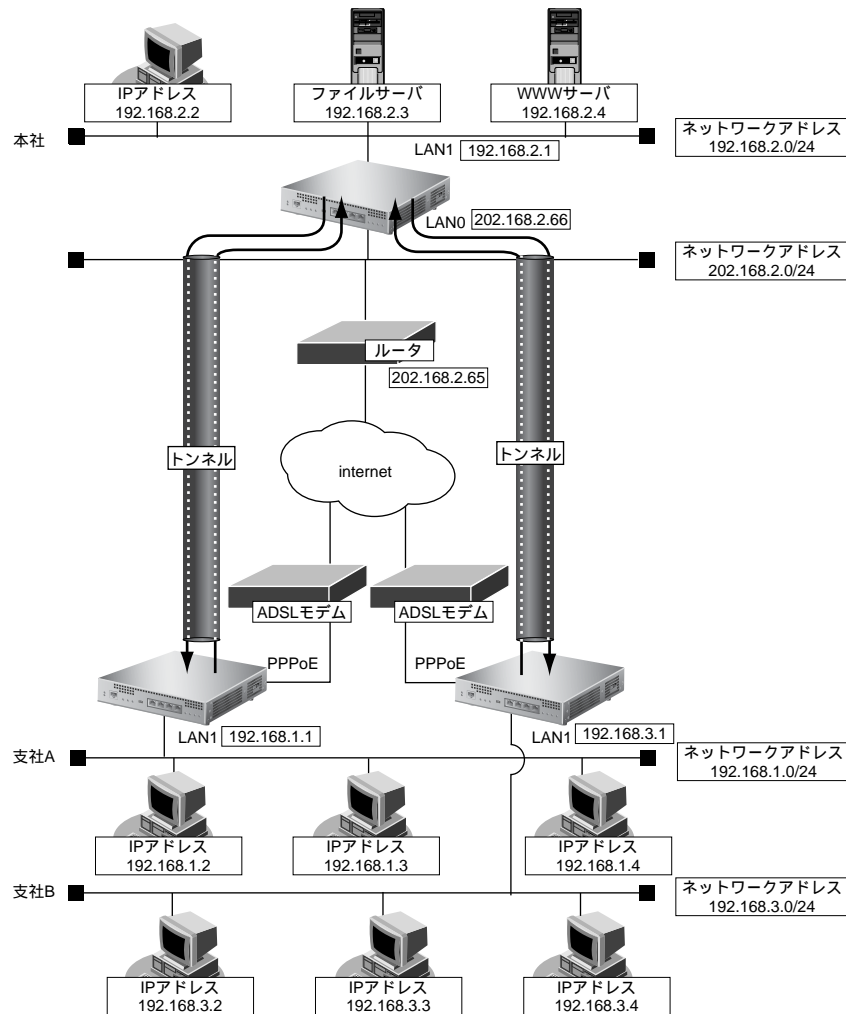 IPアドレス
192.168.2.2
ファイルサーバ
192.168.2.3
WWWサーバ
192.168.2.4
本社
ネットワークアドレス
192.168.2.0/24
LAN1 192.168.2.1
LAN0 202.168.2.66
ネットワークアドレス
202.168.2.0/24
ルータ
202.168.2.65
トンネル
internet
トンネル
ADSLモデム
ADSLモデム
PPPoE
PPPoE
LAN1 192.168.1.1
LAN1 192.168.3.1
支社A
ネットワークアドレス
192.168.1.0/24
IPアドレス
192.168.1.2
IPアドレス
192.168.1.3
IPアドレス
192.168.1.4
支社B
ネットワークアドレス
192.168.3.0/24
IPアドレス
192.168.3.2
IPアドレス
192.168.3.3
IPアドレス
192.168.3.4